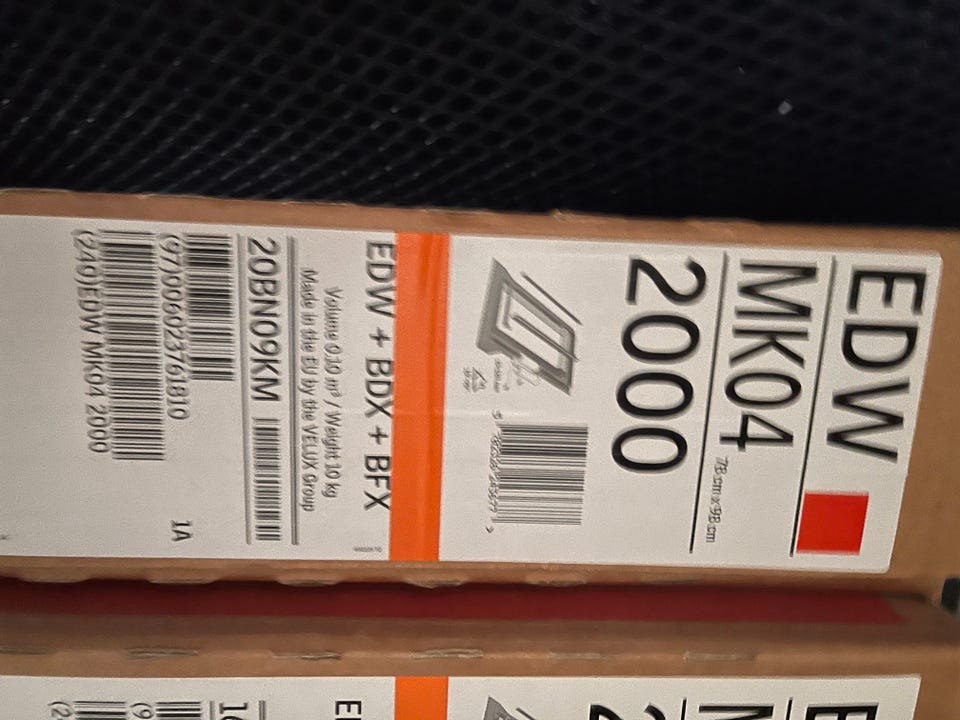 EDW
MK04 78 cm x 98 cm
2000
EDW + BDX + BFX
Volume 0.10 m³ / Weight 10 kg
Made in the EU by the VELUX Group
20BN09KM
(240)EDW MK04 2000
1A